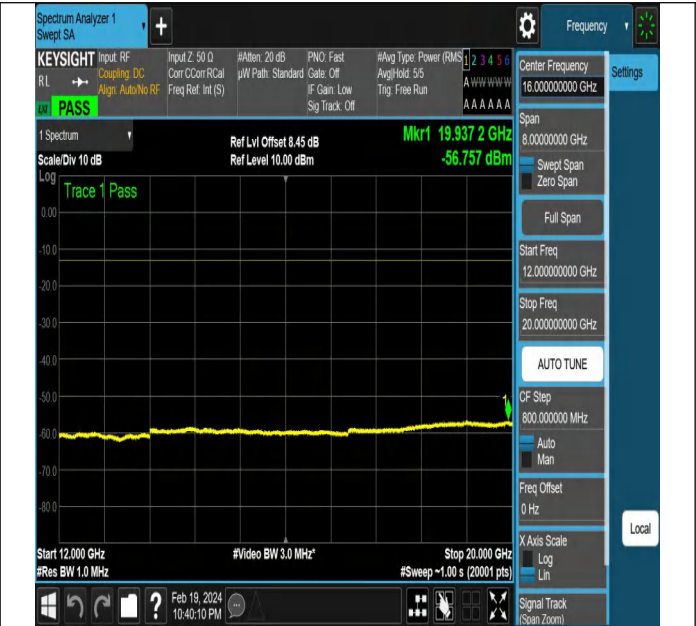 Spectrum Analyzer 1
Swept SA
+
Frequency
KEYSIGHT
RL
PASS
Input: RF
Coupling: DC
Align: Auto/No RF
Input Z: 50 Ω
Corr CCorr RCal
Freq Ref: Int (S)
#Atten: 20 dB
µW Path: Standard
PNO: Fast
Gate: Off
IF Gain: Low
Sig Track: Off
#Avg Type: Power (RMS
Avg|Hold: 5/5
Trig: Free Run
1 2 3 4 5 6
A W W W W W
A A A A A A
Center Frequency
16.000000000 GHz
Settings
1 Spectrum
Scale/Div 10 dB
Ref Lvl Offset 8.45 dB
Ref Level 10.00 dBm
Mkr1 19.937 2 GHz
-56.757 dBm
Log
Trace 1 Pass
0.00
-10.0
-20.0
-30.0
-40.0
-50.0
-60.0
-70.0
-80.0
1
Start 12.000 GHz
#Res BW 1.0 MHz
#Video BW 3.0 MHz*
Stop 20.000 GHz
#Sweep ~1.00 s (20001 pts)
Span
8.00000000 GHz
Swept Span
Zero Span
Full Span
Start Freq
12.000000000 GHz
Stop Freq
20.000000000 GHz
AUTO TUNE
CF Step
800.000000 MHz
Auto
Man
Freq Offset
0 Hz
X Axis Scale
Log
Lin
Signal Track
(Span Zoom)
Local
?
Feb 19, 2024
10:40:10 PM